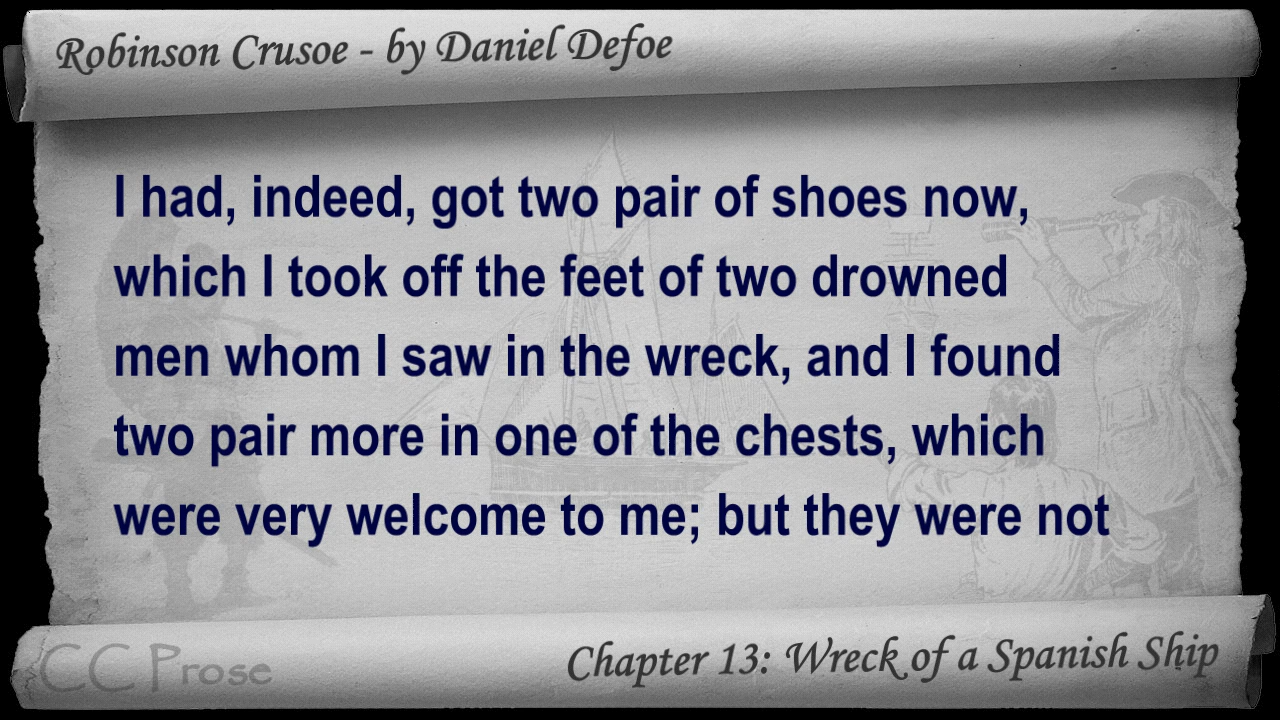 Robinson Crusoe - by Daniel Defoe
I had, indeed, got two pair of shoes now,
which I took off the feet of two drowned
men whom I saw in the wreck, and I found
two pair more in one of the chests, which
were very welcome to me; but they were not
CC Prose
Chapter 13: Wreck of a Spanish Ship